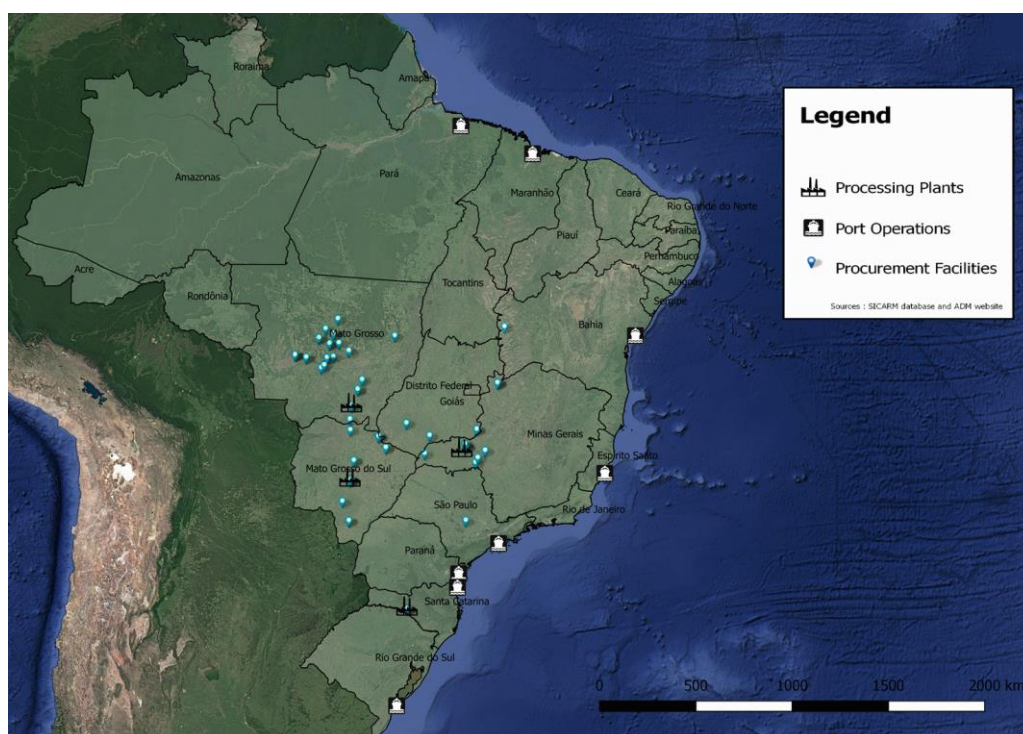 Roraima
Amapá
Amazonas
Pará
Maranhão
Ceará
Rio Grande do Norte
Paraíba
Piauí
Pernambuco
Acre
Rondônia
Tocantins
Alagoas
Sergipe
Bahia
Mato Grosso
Distrito Federal
Goiás
Minas Gerais
Mato Grosso do Sul
Espirito Santo
São Paulo
Rio de Janeiro
Paraná
Santa Catarina
Rio Grande do Sul
Legend
Processing Plants
Port Operations
Procurement Facilities
Sources : SICARM database and ADM website
0 500 1000 1500 2000 km